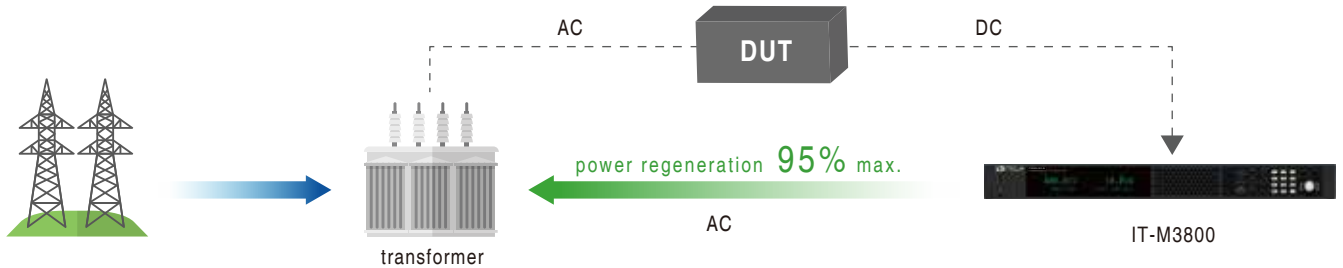 AC
DUT
DC
power regeneration 95% max.
AC
transformer
IT-M3800